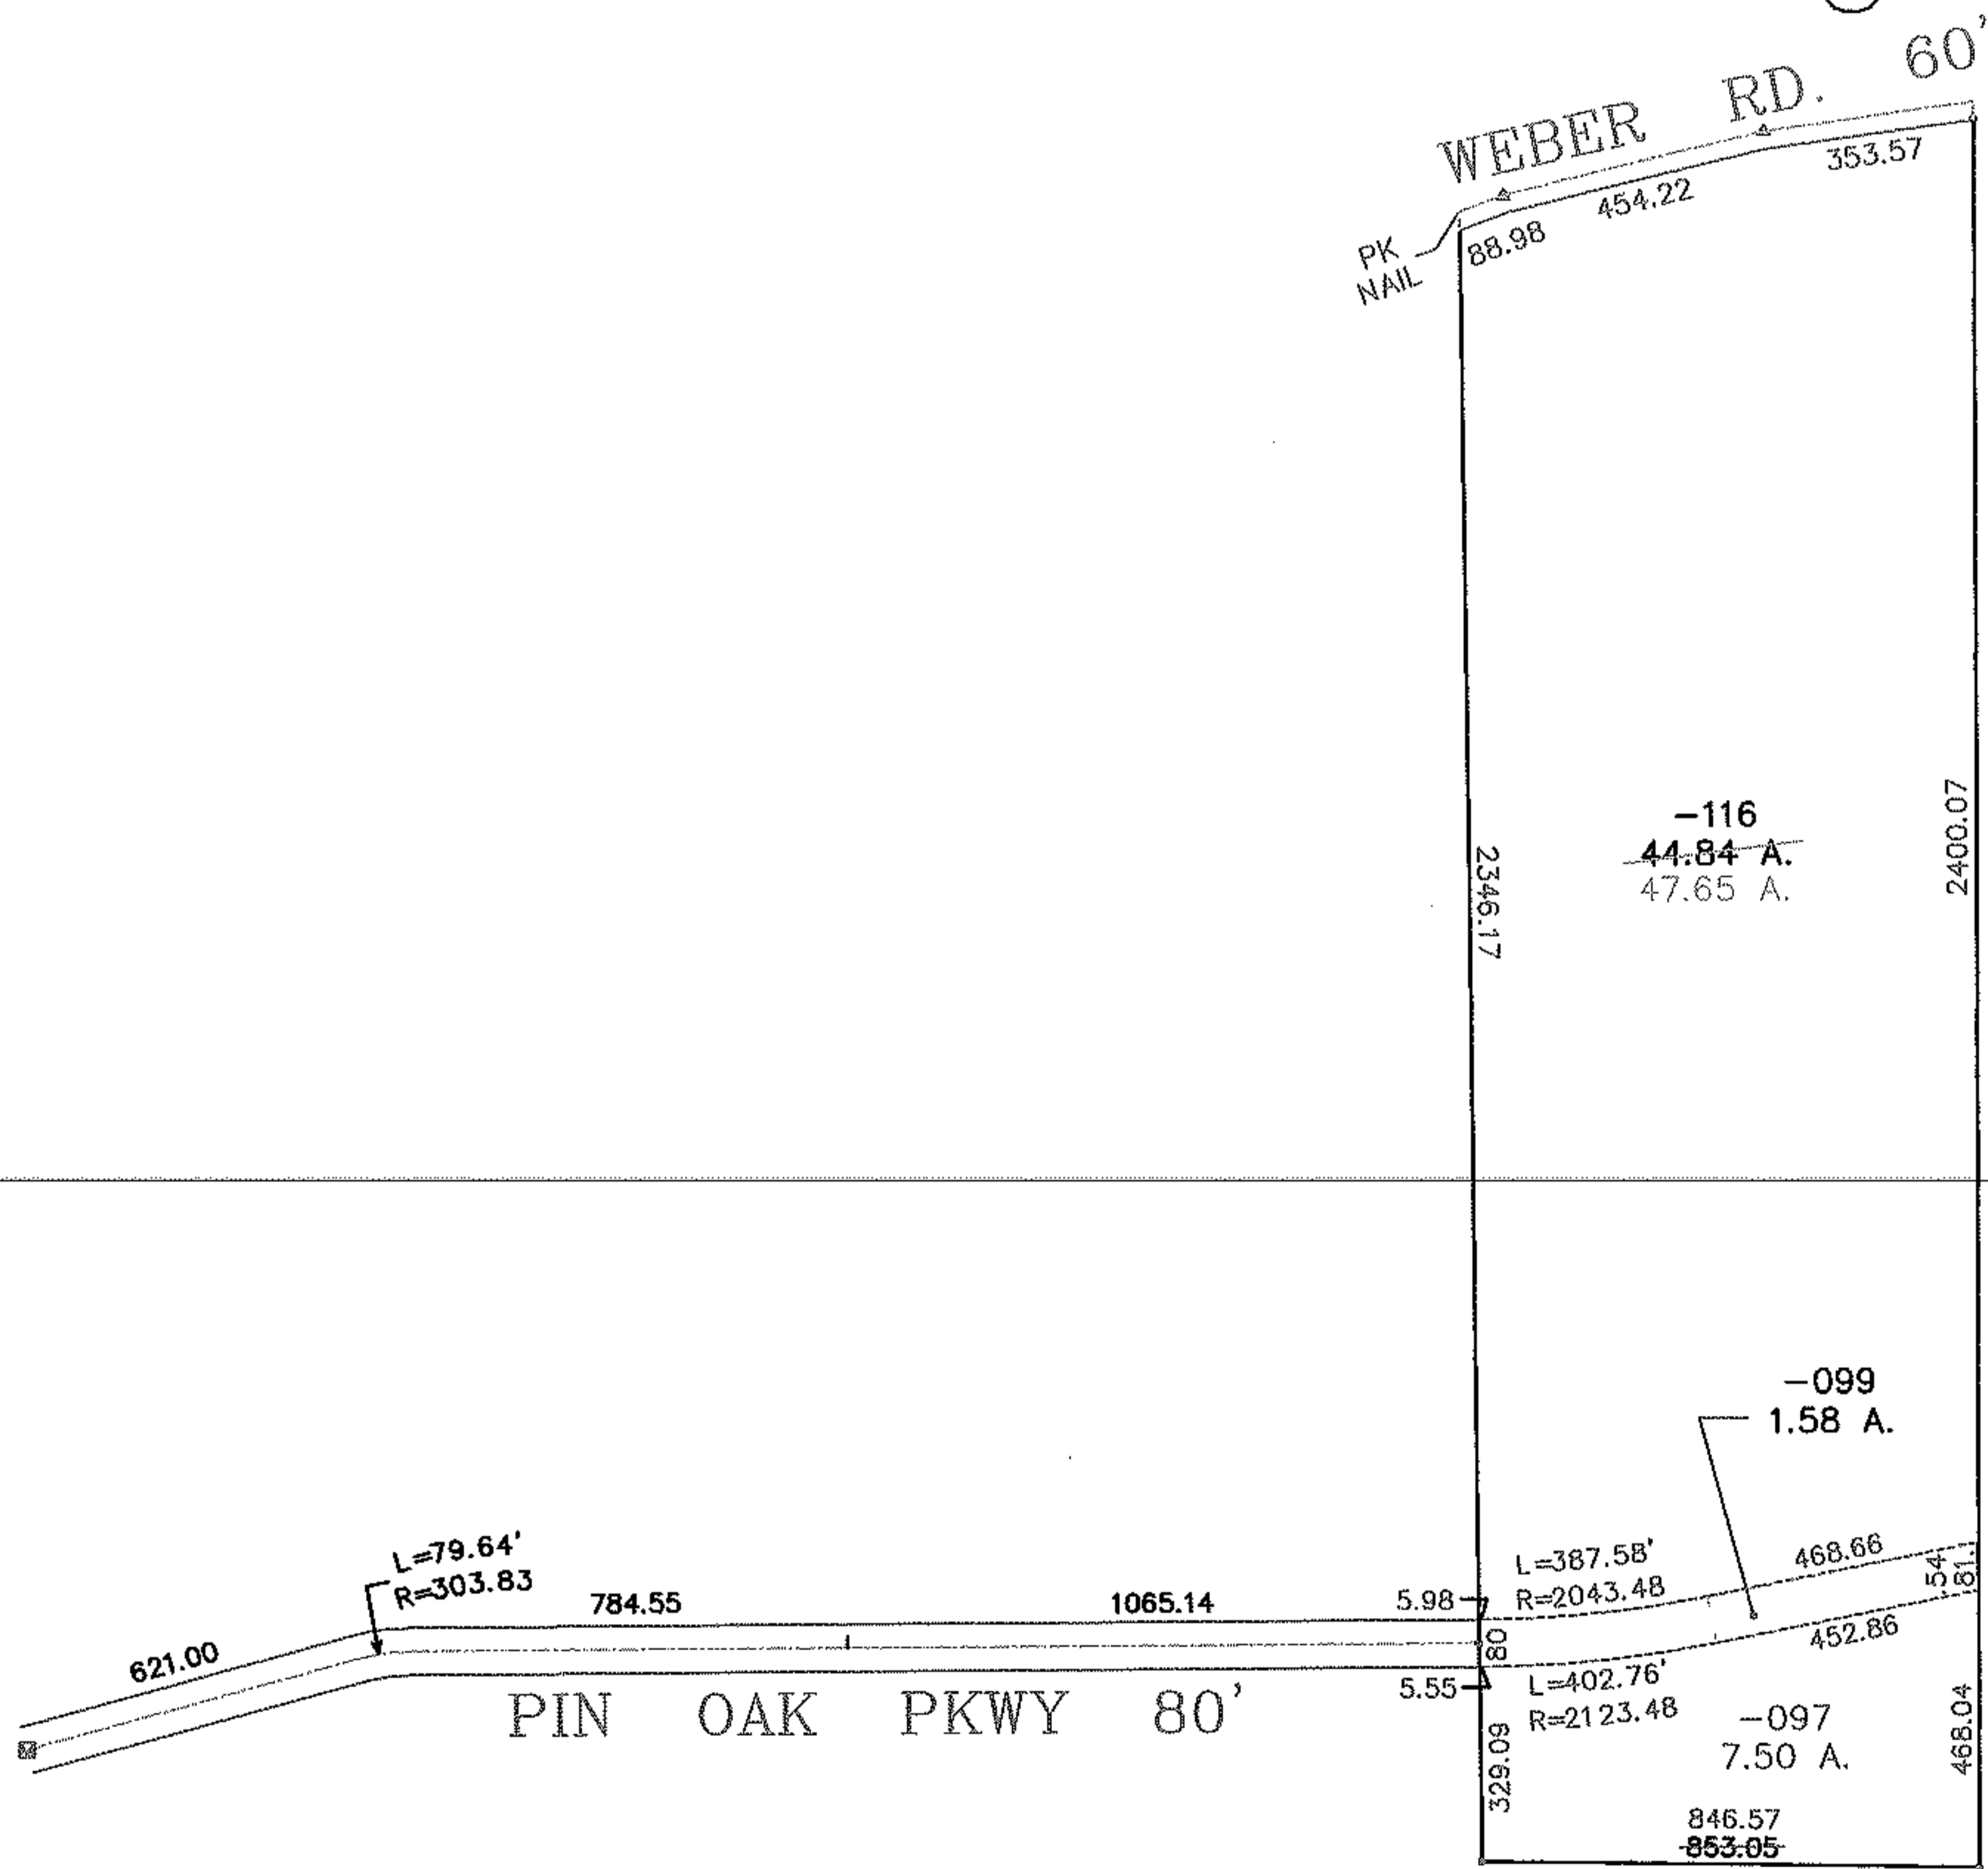 WEBER RD. 60'
353.57
454.22
88.98
PK
NAIL
2346.17
2400.07
-116
44.84 A.
47.65 A.
-099
1.58 A.
L=79.64'
R=303.83
621.00
784.55
1065.14
5.98
L=387.58'
R=2043.48
468.66
81.54
80
5.55
L=402.76'
R=2123.48
452.86
PIN OAK PKWY 80'
329.09
-097
7.50 A.
468.04
846.57
853.05